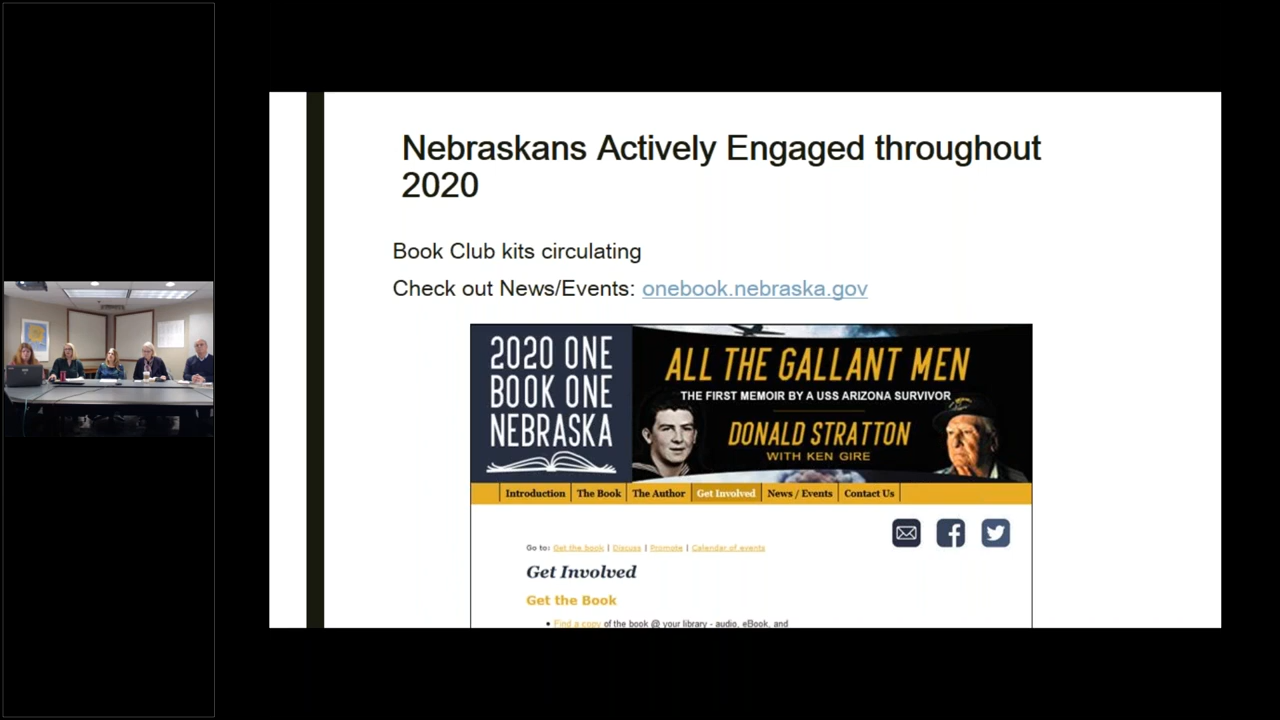 Nebraskans Actively Engaged throughout
2020
Book Club kits circulating
Check out News/Events: onebook.nebraska.gov
2020 ONE
BOOK ONE
NEBRASKA
ALL THE GALLANT MEN
THE FIRST MEMOIR BY A USS ARIZONA SURVIVOR
DONALD STRATTON
WITH KEN GIRE
Introduction The Book The Author Get Involved News / Events Contact Us
Go to: Get the book | Discuss | Promote | Calendar of events
Get Involved
Get the Book
• Find a copy of the book @ your library - audio, eBook, and